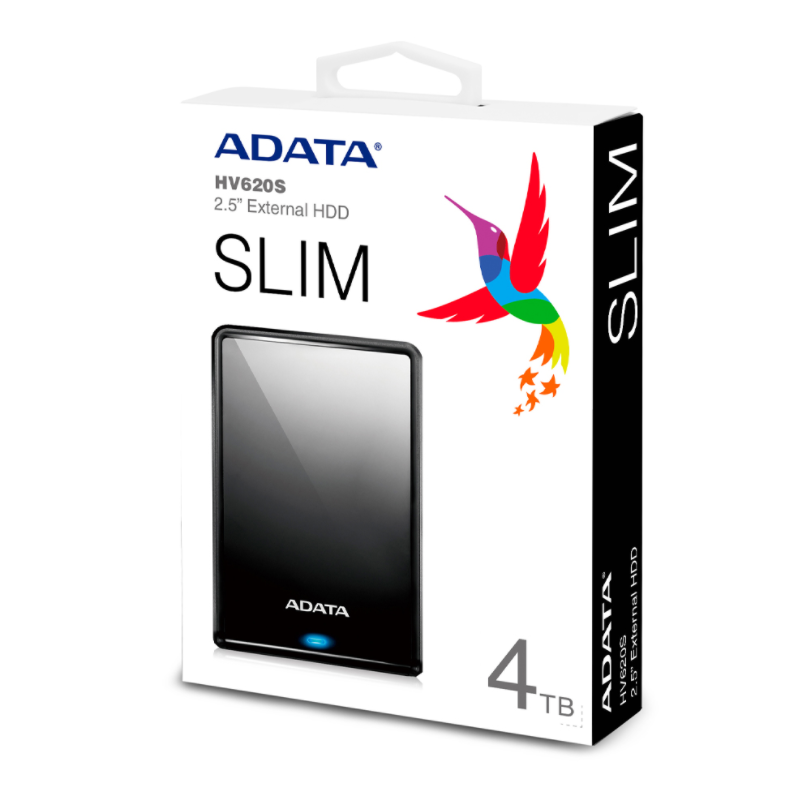 ADATA®
HV620S
2.5” External HDD
SLIM
ADATA
4TB
SLIM
ADATA®
HV620S
2.5” External HDD